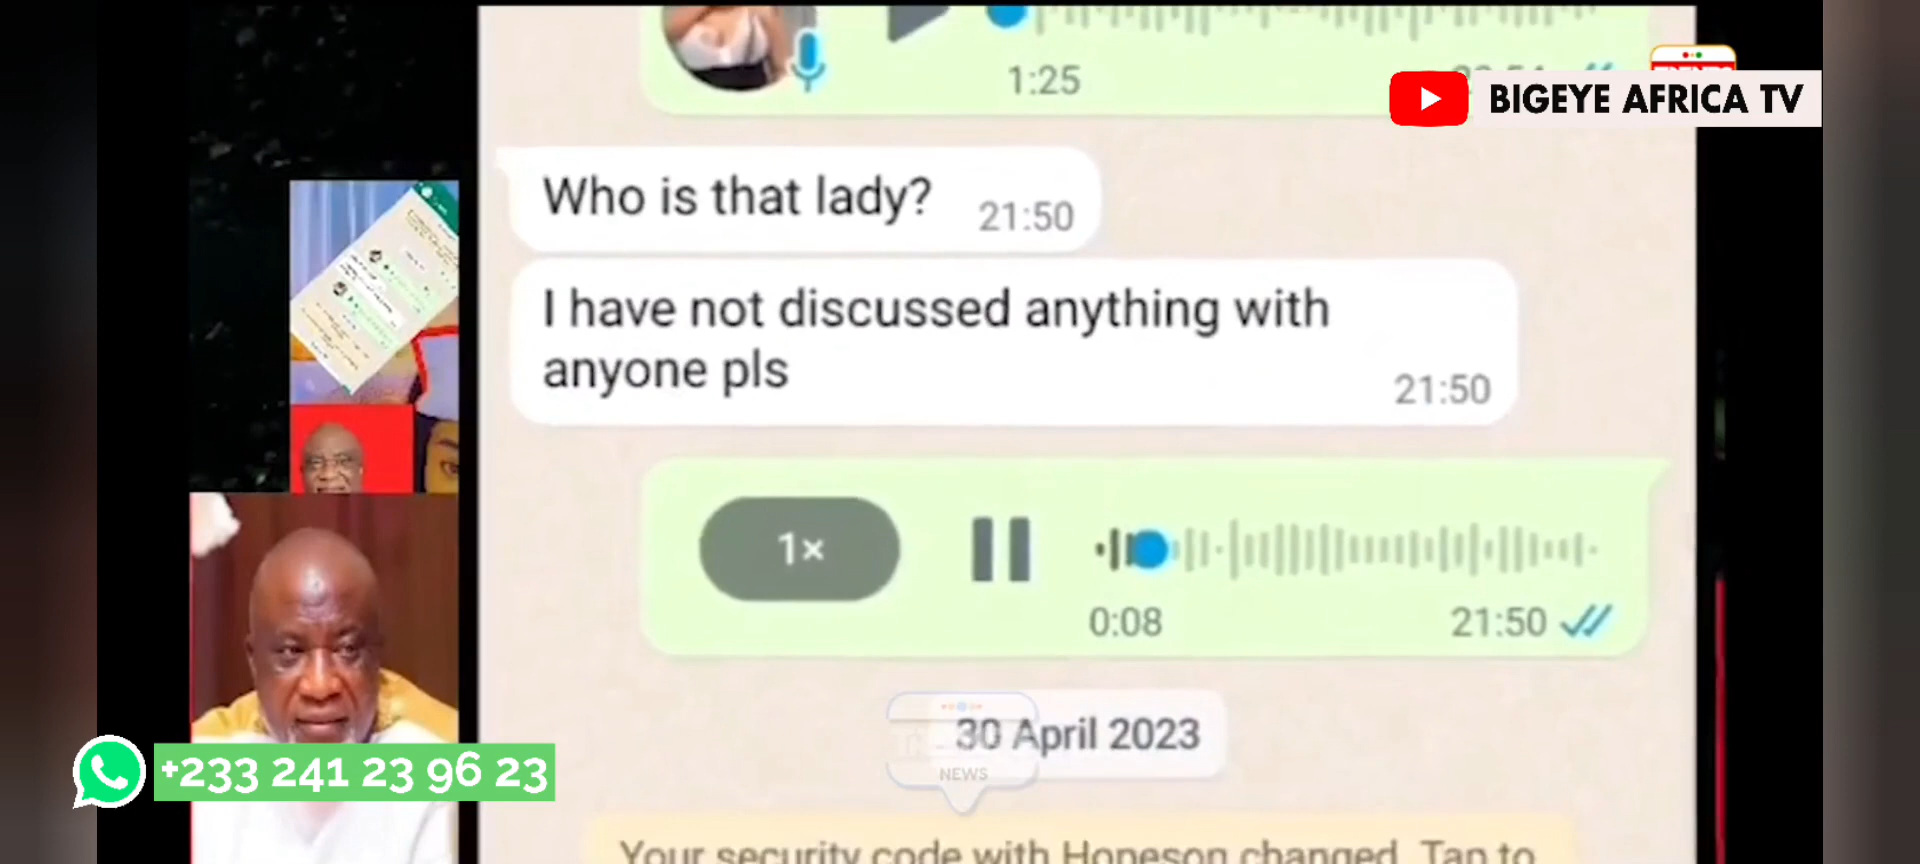 1:25
BIGEYE AFRICA TV
Who is that lady?
21:50
I have not discussed anything with
anyone pls
21:50
1×
0:08
21:50
30 April 2023
NEWS
+233 241 23 96 23
Your security code with Hopeson changed. Tap to